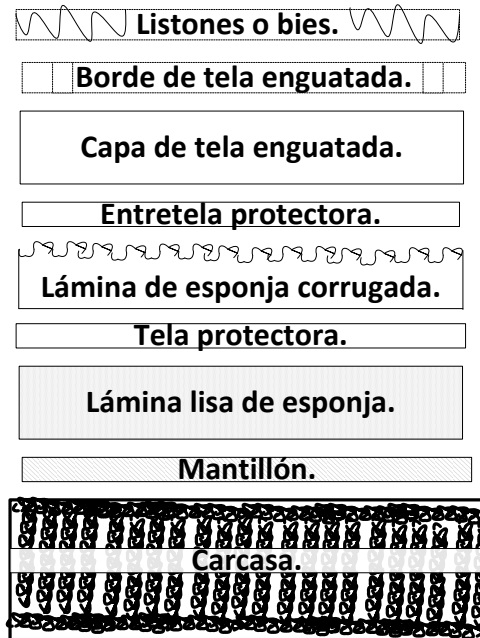 Listones o bies.
Borde de tela enguatada.
Capa de tela enguatada.
Entretela protectora.
Lámina de esponja corrugada.
Tela protectora.
Lámina lisa de esponja.
Mantillón.
Carcasa.